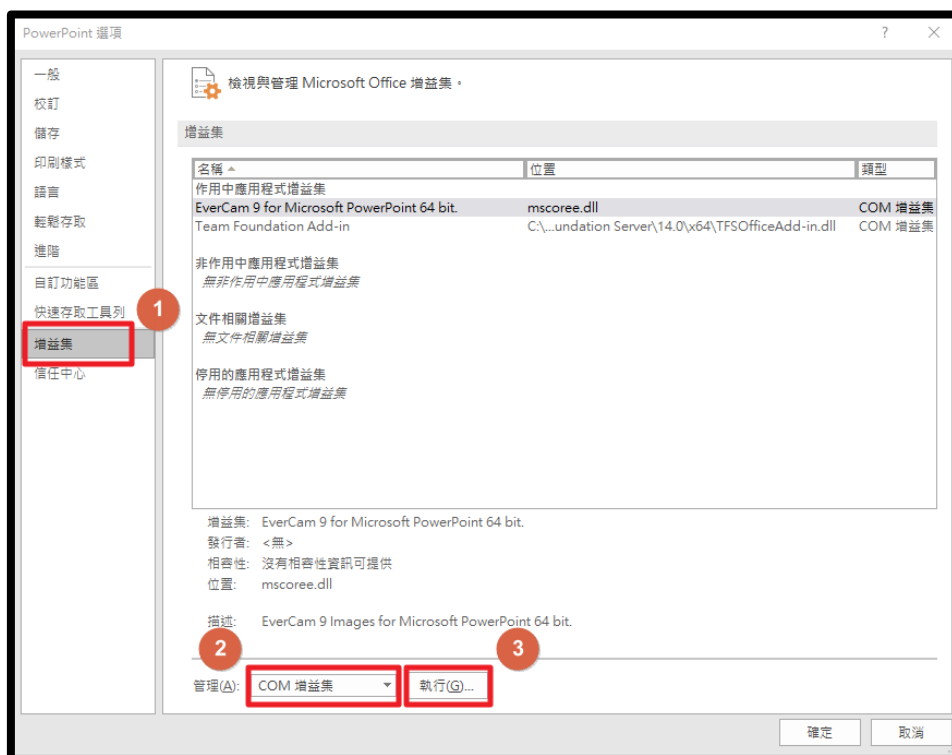 PowerPoint 選項
? ×
一般
校訂
儲存
印刷樣式
語言
輕鬆存取
進階
自訂功能區
快速存取工具列
增益集
信任中心
1
檢視與管理 Microsoft Office 增益集。
增益集
名稱 位置 類型
作用中應用程式增益集
EverCam 9 for Microsoft PowerPoint 64 bit. mscoree.dll COM 增益集
Team Foundation Add-in C:\...undation Server\14.0\x64\TFSOfficeAdd-in.dll COM 增益集
非作用中應用程式增益集
無非作用中應用程式增益集
文件相關增益集
無文件相關增益集
停用的應用程式增益集
無停用的應用程式增益集
增益集: EverCam 9 for Microsoft PowerPoint 64 bit.
發行者: <無>
相容性: 沒有相容性資訊可提供
位置: mscoree.dll
描述: EverCam 9 Images for Microsoft PowerPoint 64 bit.
2 3
管理(A): COM 增益集 執行(G)...
確定 取消